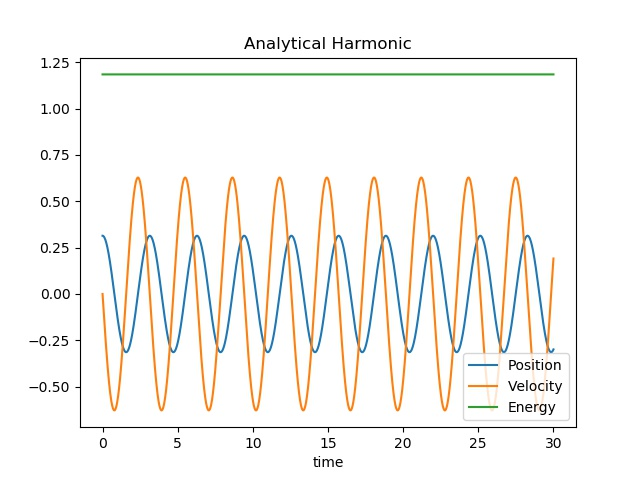 Analytical Harmonic
1.25
1.00
0.75
0.50
0.25
0.00
−0.25
−0.50
Position
Velocity
Energy
0 5 10 15 20 25 30
time